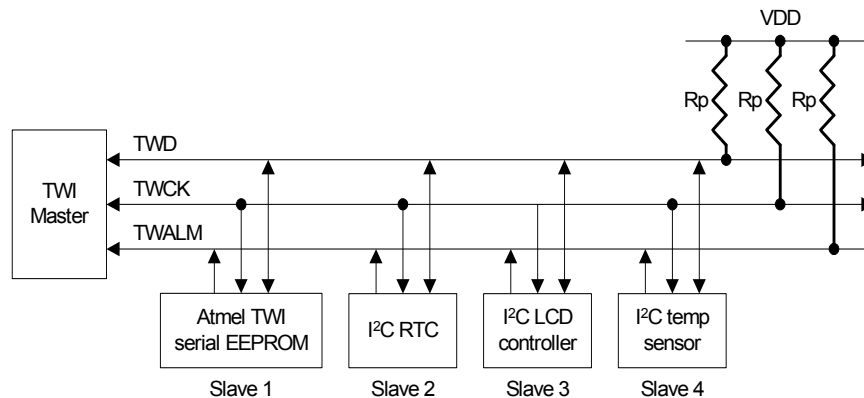 VDD
Rp Rp Rp
TWD
TWI
Master
TWCK
TWALM
Atmel TWI
serial EEPROM
I²C RTC
I²C LCD
controller
I²C temp
sensor
Slave 1 Slave 2 Slave 3 Slave 4